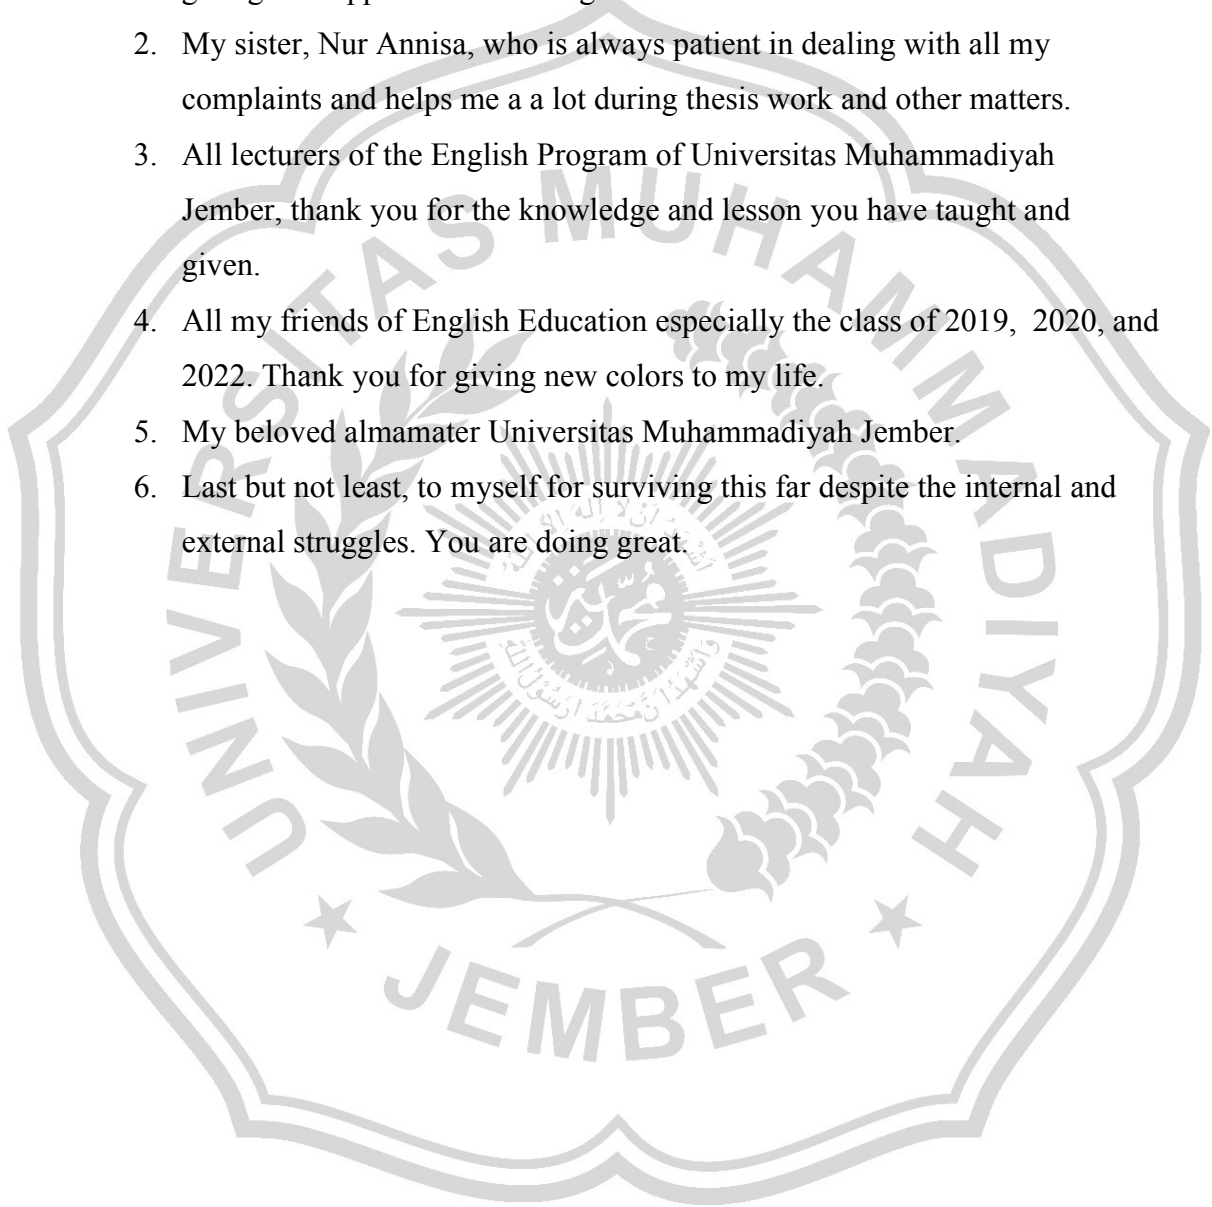 2. My sister, Nur Annisa, who is always patient in dealing with all my
complaints and helps me a a lot during thesis work and other matters.
3. All lecturers of the English Program of Universitas Muhammadiyah
Jember, thank you for the knowledge and lesson you have taught and
given.
4. All my friends of English Education especially the class of 2019,  2020, and
2022. Thank you for giving new colors to my life.
5. My beloved almamater Universitas Muhammadiyah Jember.
6. Last but not least, to myself for surviving this far despite the internal and
external struggles. You are doing great.
UNIVERSITAS MUHAMMADIYAH
JEMBER